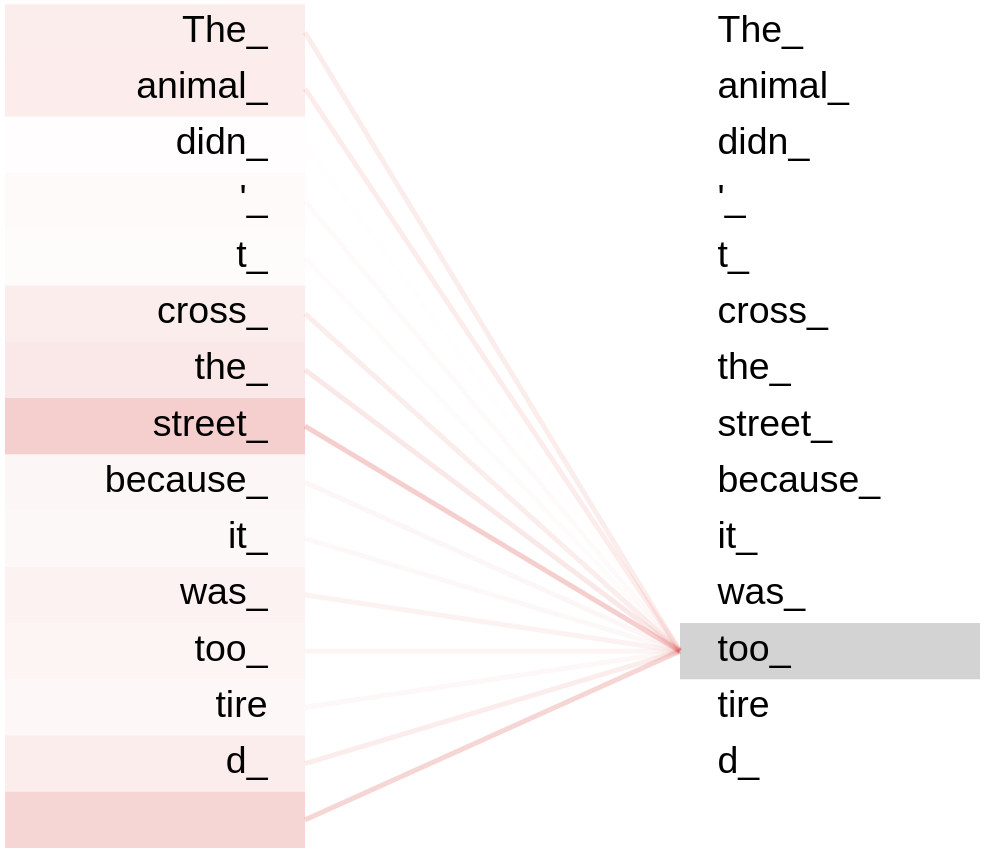 The_ The_
animal_ animal_
didn_ didn_
'_ '_
t_ t_
cross_ cross_
the_ the_
street_ street_
because_ because_
it_ it_
was_ was_
too_ too_
tire tire
d_ d_